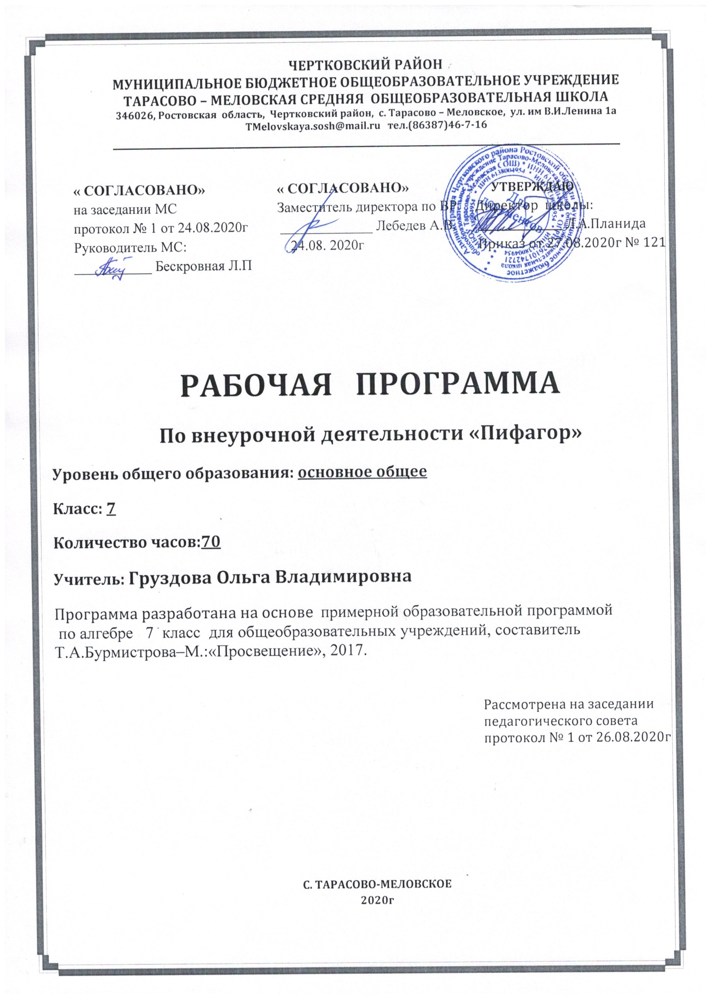 ЧЕРТКОВСКИЙ РАЙОН
МУНИЦИПАЛЬНОЕ БЮДЖЕТНОЕ ОБЩЕОБРАЗОВАТЕЛЬНОЕ УЧРЕЖДЕНИЕ
ТАРАСОВО – МЕЛОВСКАЯ СРЕДНЯЯ ОБЩЕОБРАЗОВАТЕЛЬНАЯ ШКОЛА
346026, Ростовская область, Чертковский район, с. Тарасово – Меловское, ул. им В.И.Ленина 1а
TMelovskaya.sosh@mail.ru тел.(86387)46-7-16
« СОГЛАСОВАНО»
на заседании МС
протокол № 1 от 24.08.2020г
Руководитель МС:
____________ Бескровная Л.П
« СОГЛАСОВАНО»
Заместитель директора по ВР
______________ Лебедев А.В.
24.08. 2020г
УТВЕРЖДАЮ
Директор школы:
______________ Л.А.Планида
Приказ от 27.08.2020г № 121
Для
документов
РАБОЧАЯ ПРОГРАММА
По внеурочной деятельности «Пифагор»
Уровень общего образования: основное общее
Класс: 7
Количество часов:70
Учитель: Груздова Ольга Владимировна
Программа разработана на основе примерной образовательной программой
по алгебре 7 класс для общеобразовательных учреждений, составитель
Т.А.Бурмистрова–М.:«Просвещение», 2017.
Рассмотрена на заседании
педагогического совета
протокол № 1 от 26.08.2020г
С. ТАРАСОВО-МЕЛОВСКОЕ
2020г